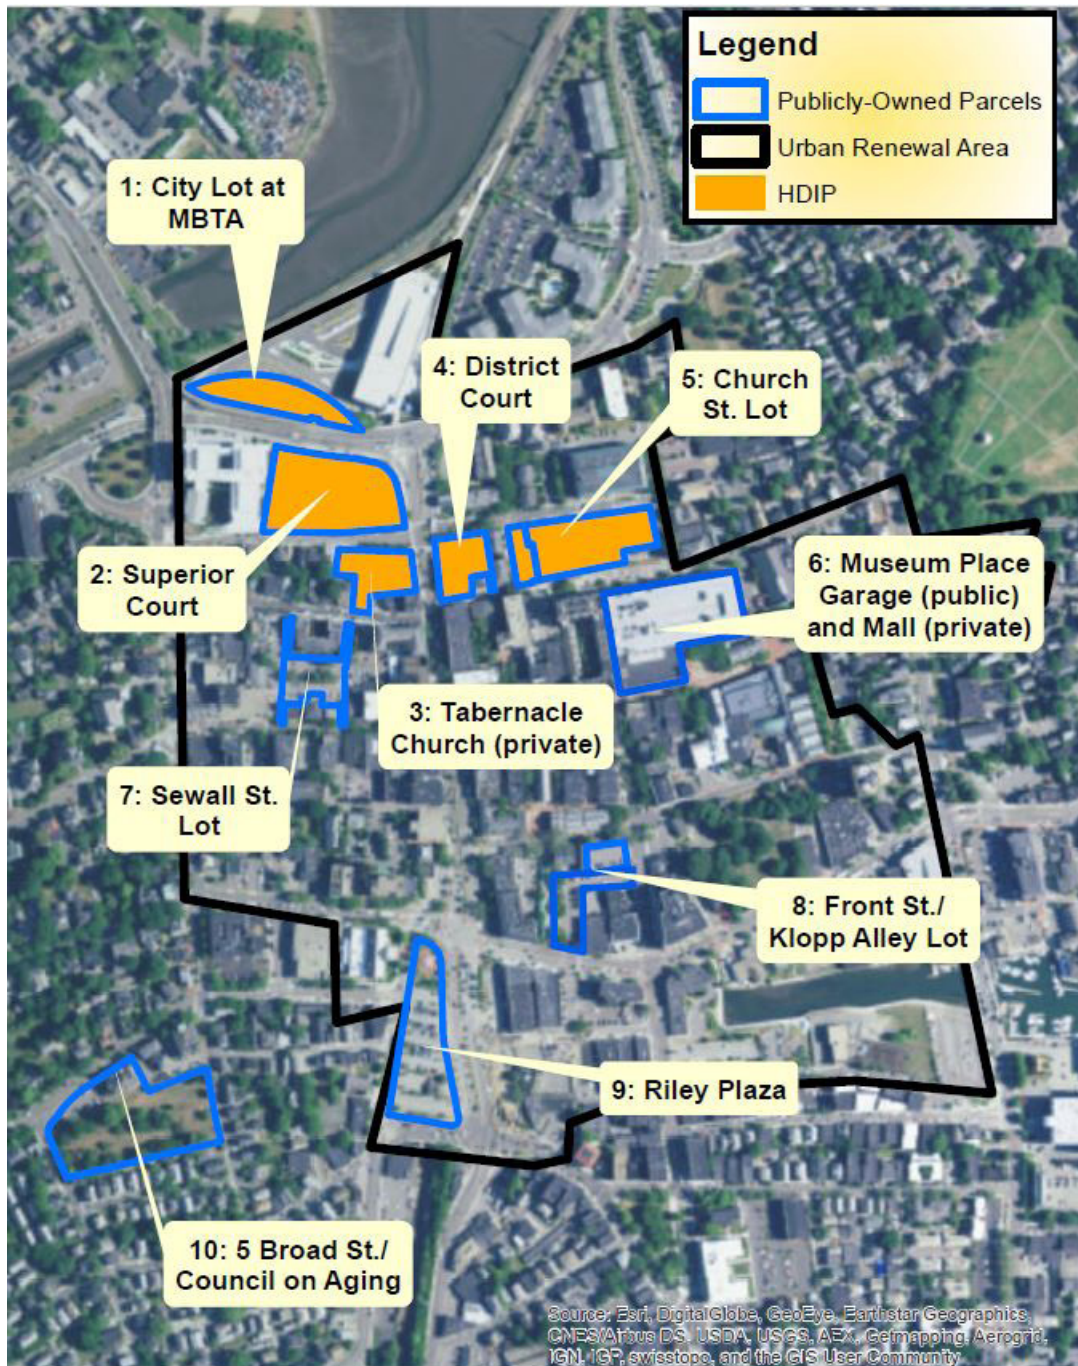 Legend
Publicly-Owned Parcels
Urban Renewal Area
HDIP
1: City Lot at
MBTA
4: District
Court
5: Church
St. Lot
2: Superior
Court
6: Museum Place
Garage (public)
and Mall (private)
3: Tabernacle
Church (private)
7: Sewall St.
Lot
8: Front St./
Klopp Alley Lot
9: Riley Plaza
10: 5 Broad St./
Council on Aging
Source: Esri, DigitalGlobe, GeoEye, Earthstar Geographics,
CNES/Airbus DS, USDA, USGS, AEX, Getmapping, Aerogrid,
IGN, IGP, swisstopo, and the GIS User Community